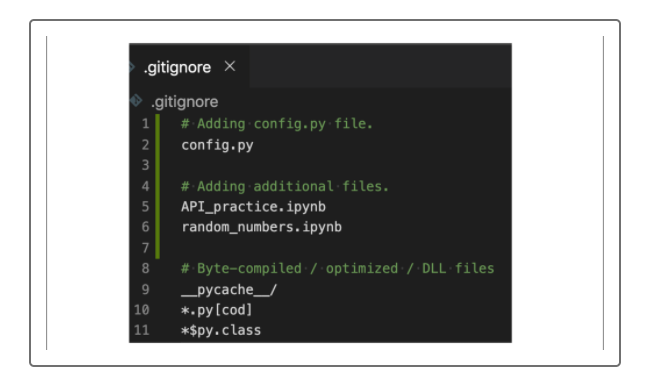 .gitignore ×
.gitignore
1 # Adding config.py file.
2 config.py
3
4 # Adding additional files.
5 API_practice.ipynb
6 random_numbers.ipynb
7
8 # Byte-compiled / optimized / DLL files
9 __pycache__/
10 *.py[cod]
11 *$py.class